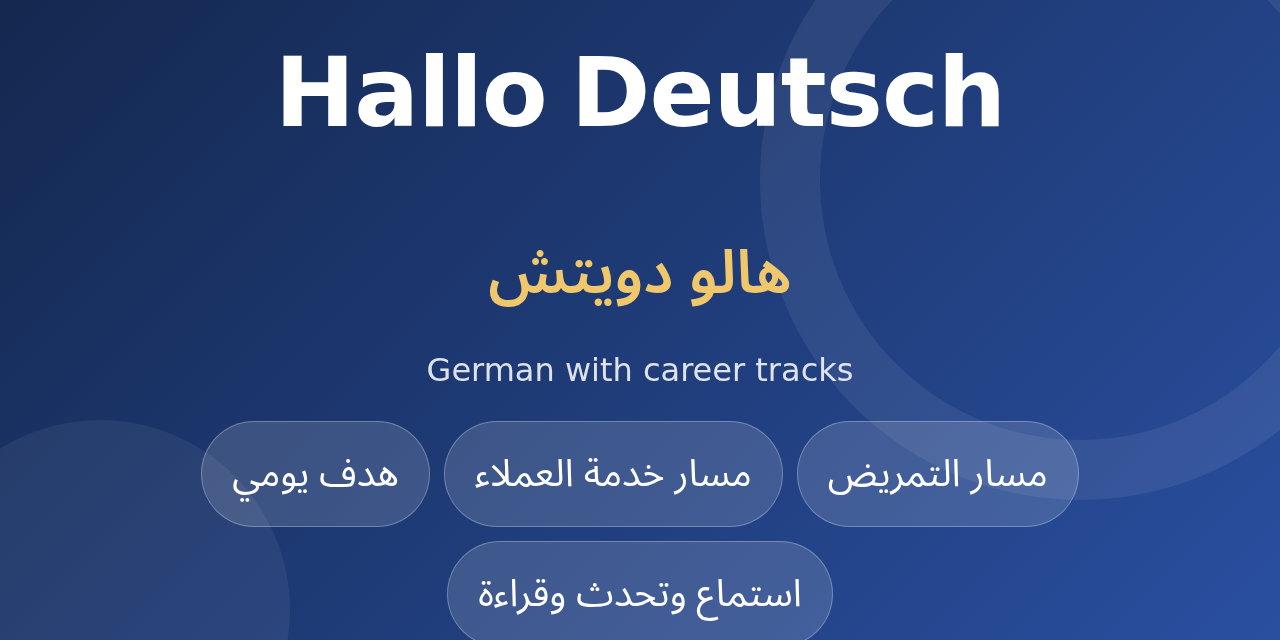 Hallo Deutsch
هالو دويتش
German with career tracks
مسار التمريض
مسار خدمة العملاء
هدف يومي
استماع وتحدث وقراءة